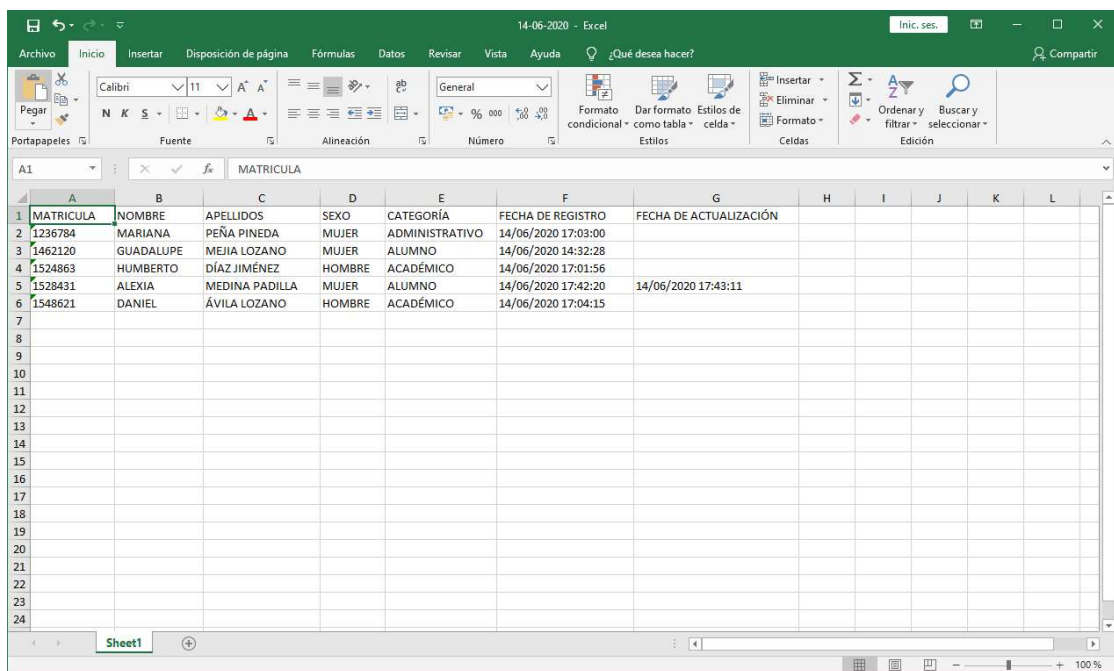 14-06-2020 - Excel
Inic. ses.
Archivo Inicio Insertar Disposición de página Fórmulas Datos Revisar Vista Ayuda ¿Qué desea hacer? Compartir
Pegar
Calibri 11 A A
General
N K S A
% 000
Formato condicional
Dar formato como tabla
Estilos de celda
Insertar
Eliminar
Formato
Ordenar y filtrar
Buscar y seleccionar
Portapapeles Fuente Alineación Número Estilos Celdas Edición
A1 fx MATRICULA
A B C D E F G H I J K L
1 MATRICULA NOMBRE APELLIDOS SEXO CATEGORÍA FECHA DE REGISTRO FECHA DE ACTUALIZACIÓN
2 1236784 MARIANA PEÑA PINEDA MUJER ADMINISTRATIVO 14/06/2020 17:03:00
3 1462120 GUADALUPE MEJIA LOZANO MUJER ALUMNO 14/06/2020 14:32:28
4 1524863 HUMBERTO DÍAZ JIMÉNEZ HOMBRE ACADÉMICO 14/06/2020 17:01:56
5 1528431 ALEXIA MEDINA PADILLA MUJER ALUMNO 14/06/2020 17:42:20 14/06/2020 17:43:11
6 1548621 DANIEL ÁVILA LOZANO HOMBRE ACADÉMICO 14/06/2020 17:04:15
7
8
9
10
11
12
13
14
15
16
17
18
19
20
21
22
23
24
Sheet1
100 %